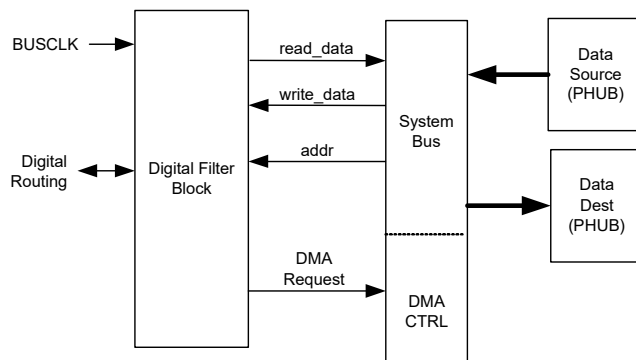 BUSCLK
Digital
Routing
Digital Filter
Block
read_data
write_data
addr
DMA
Request
System
Bus
DMA
CTRL
Data
Source
(PHUB)
Data
Dest
(PHUB)